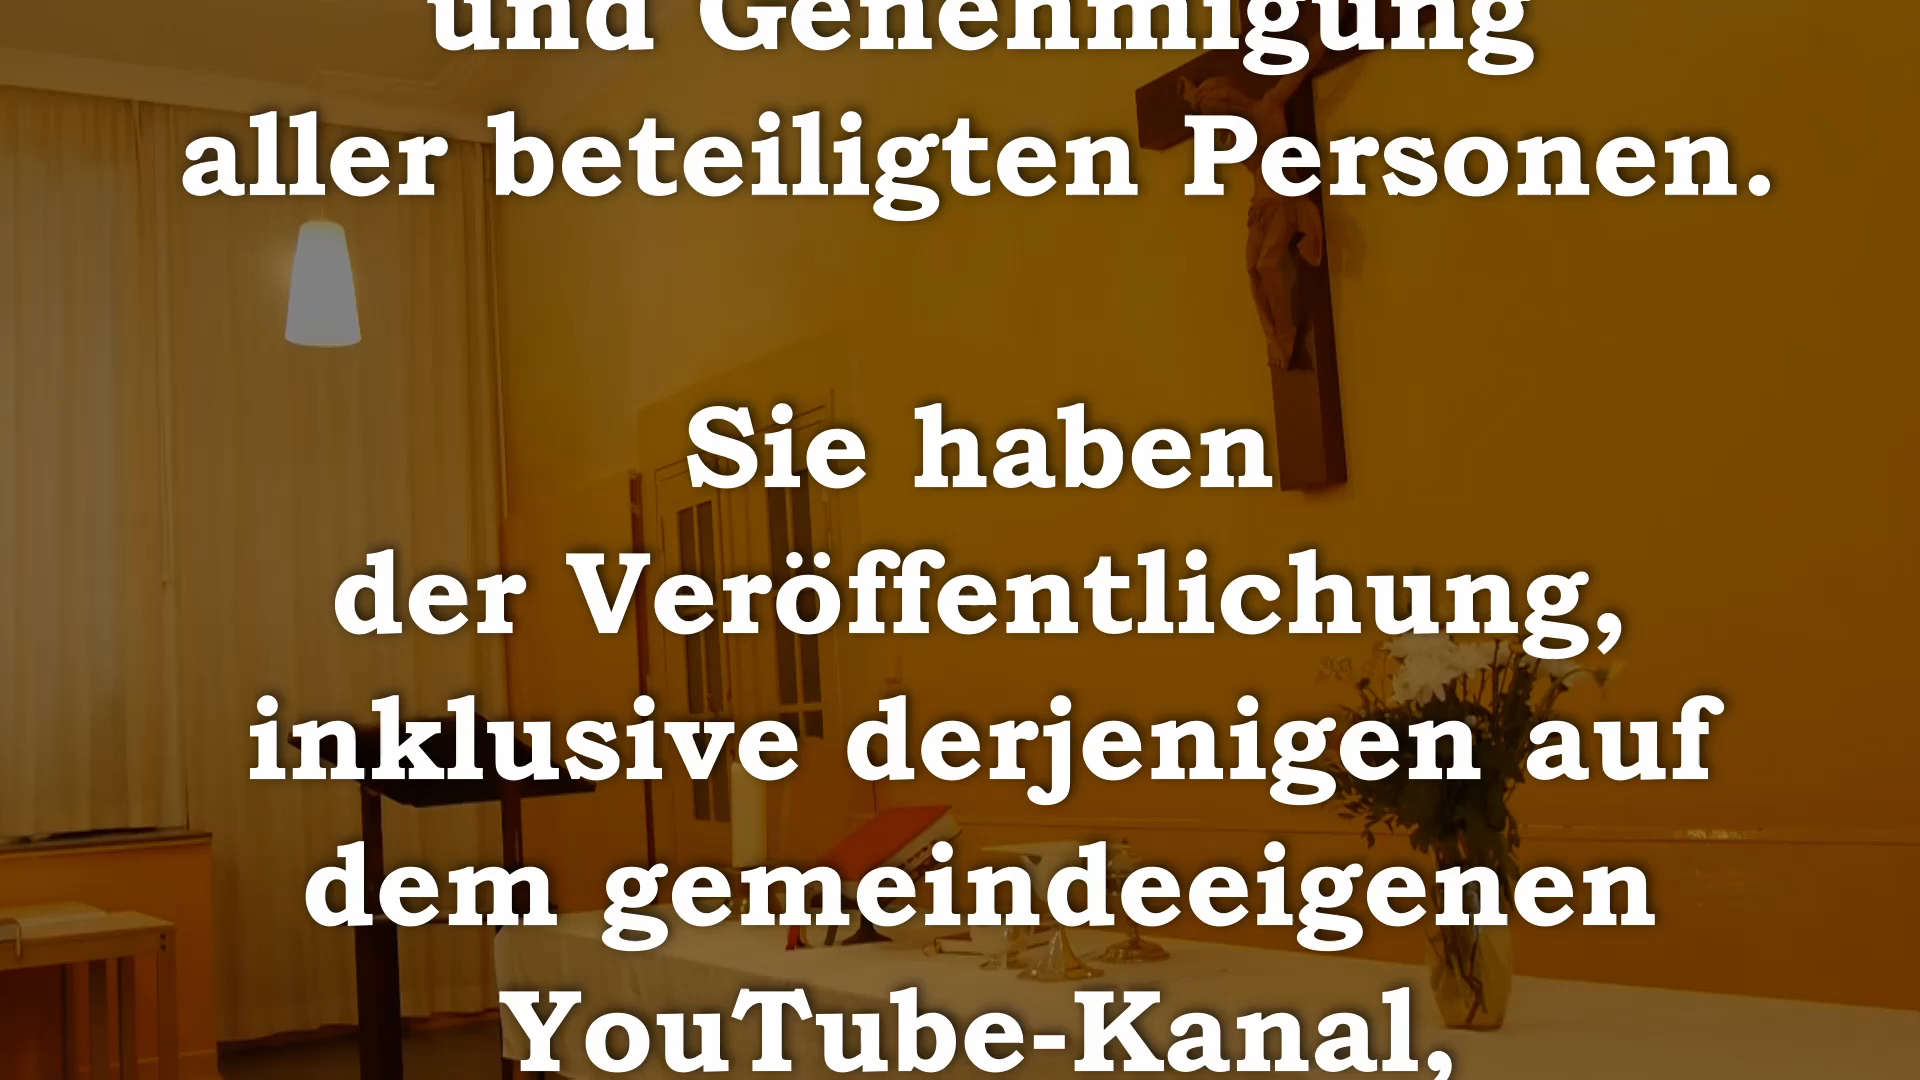 und Genehmigung
aller beteiligten Personen.
Sie haben
der Veröffentlichung,
inklusive derjenigen auf
dem gemeindeeigenen
YouTube-Kanal,